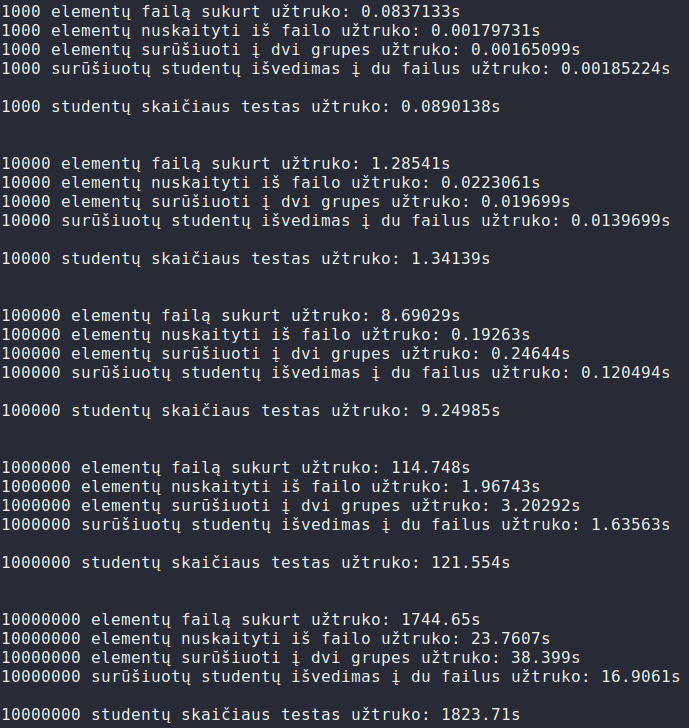 1000 elementų failą sukurt užtruko: 0.0837133s
1000 elementų nuskaityti iš failo užtruko: 0.00179731s
1000 elementų surūšiuoti į dvi grupes užtruko: 0.00165099s
1000 surūšiuotų studentų išvedimas į du failus užtruko: 0.00185224s
1000 studentų skaičiaus testas užtruko: 0.0890138s
10000 elementų failą sukurt užtruko: 1.28541s
10000 elementų nuskaityti iš failo užtruko: 0.0223061s
10000 elementų surūšiuoti į dvi grupes užtruko: 0.019699s
10000 surūšiuotų studentų išvedimas į du failus užtruko: 0.0139699s
10000 studentų skaičiaus testas užtruko: 1.34139s
100000 elementų failą sukurt užtruko: 8.69029s
100000 elementų nuskaityti iš failo užtruko: 0.19263s
100000 elementų surūšiuoti į dvi grupes užtruko: 0.24644s
100000 surūšiuotų studentų išvedimas į du failus užtruko: 0.120494s
100000 studentų skaičiaus testas užtruko: 9.24985s
1000000 elementų failą sukurt užtruko: 114.748s
1000000 elementų nuskaityti iš failo užtruko: 1.96743s
1000000 elementų surūšiuoti į dvi grupes užtruko: 3.20292s
1000000 surūšiuotų studentų išvedimas į du failus užtruko: 1.63563s
1000000 studentų skaičiaus testas užtruko: 121.554s
10000000 elementų failą sukurt užtruko: 1744.65s
10000000 elementų nuskaityti iš failo užtruko: 23.7607s
10000000 elementų surūšiuoti į dvi grupes užtruko: 38.399s
10000000 surūšiuotų studentų išvedimas į du failus užtruko: 16.9061s
10000000 studentų skaičiaus testas užtruko: 1823.71s